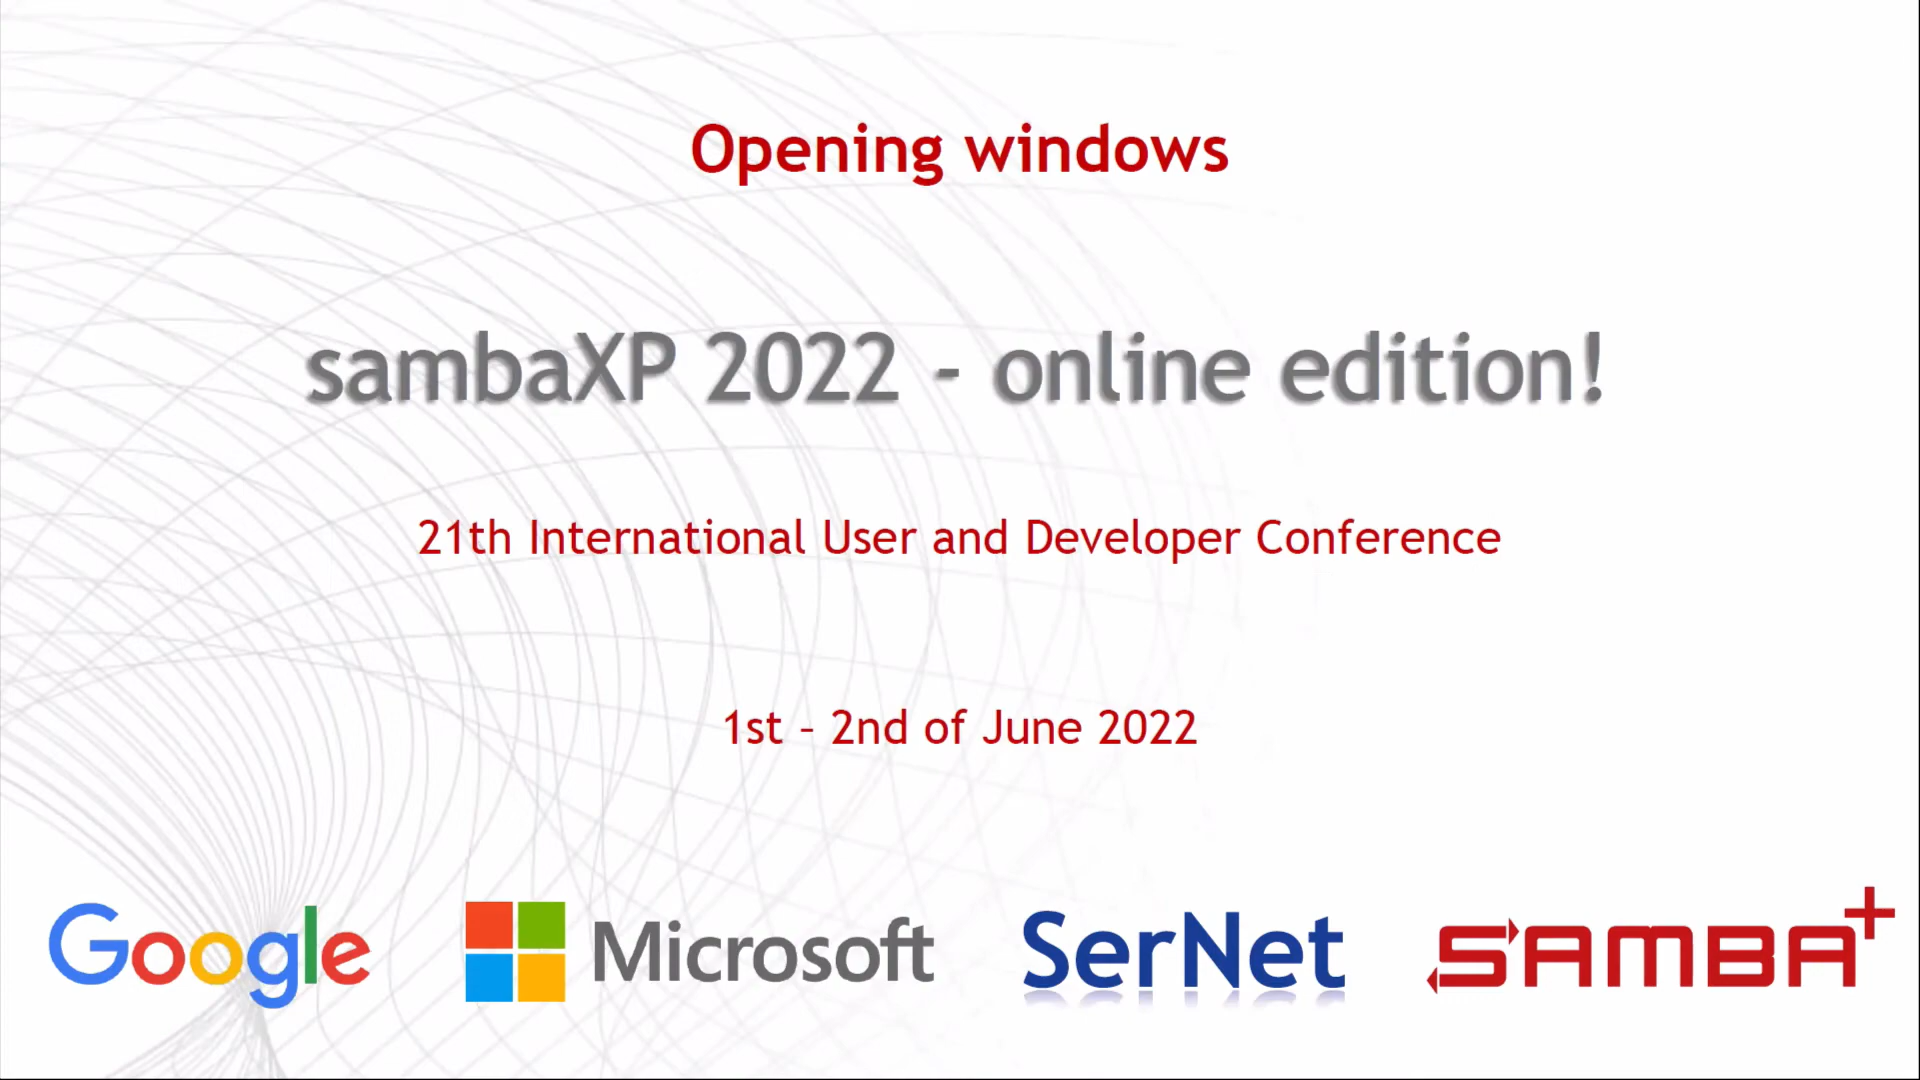 Opening windows
sambaXP 2022 - online edition!
21th International User and Developer Conference
1st – 2nd of June 2022
Google Microsoft SerNet SAMBA+